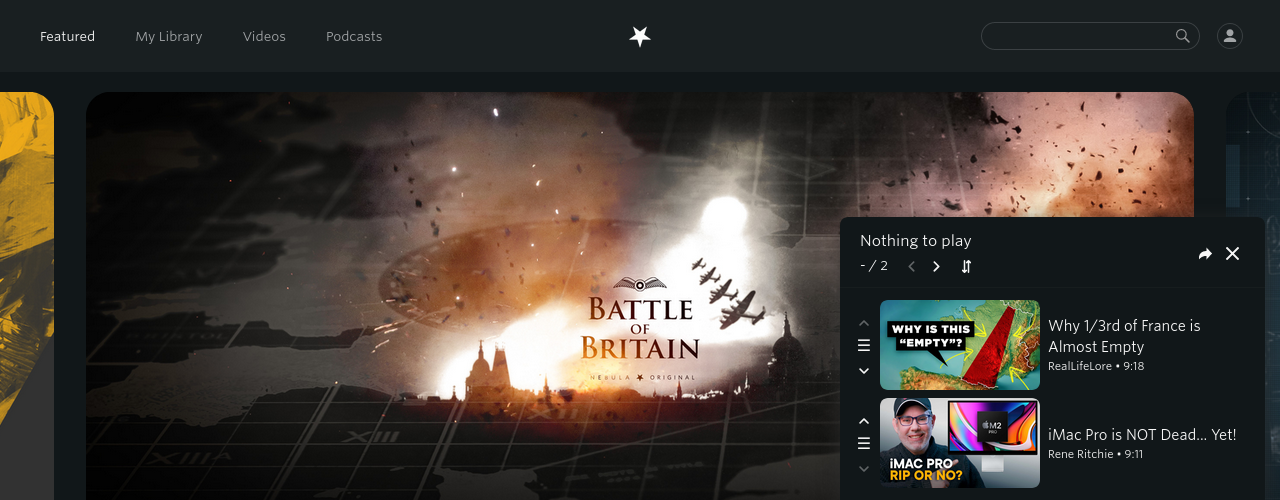 Featured
My Library
Videos
Podcasts
BATTLE
OF
BRITAIN
NEBULA ★ ORIGINAL
XIII
Nothing to play
- / 2
WHY IS THIS
“EMPTY”?
Why 1/3rd of France is
Almost Empty
RealLifeLore • 9:18
M2
PRO
iMAC PRO
RIP OR NO?
iMac Pro is NOT Dead... Yet!
Rene Ritchie • 9:11